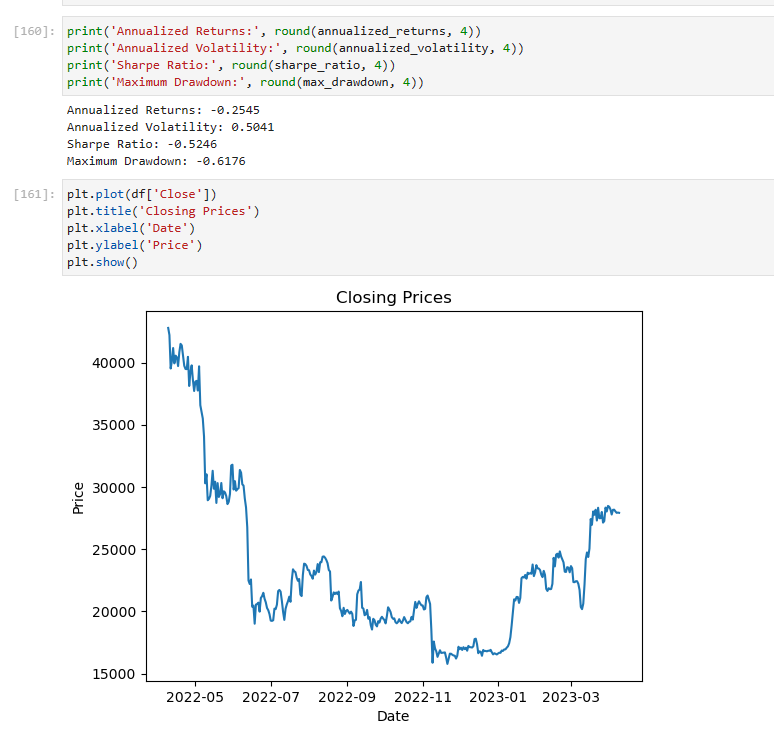 [160]: print('Annualized Returns:', round(annualized_returns, 4))
print('Annualized Volatility:', round(annualized_volatility, 4))
print('Sharpe Ratio:', round(sharpe_ratio, 4))
print('Maximum Drawdown:', round(max_drawdown, 4))
Annualized Returns: -0.2545
Annualized Volatility: 0.5041
Sharpe Ratio: -0.5246
Maximum Drawdown: -0.6176
[161]: plt.plot(df['Close'])
plt.title('Closing Prices')
plt.xlabel('Date')
plt.ylabel('Price')
plt.show()
Closing Prices
40000
35000
30000
25000
20000
15000
Price
2022-05 2022-07 2022-09 2022-11 2023-01 2023-03
Date